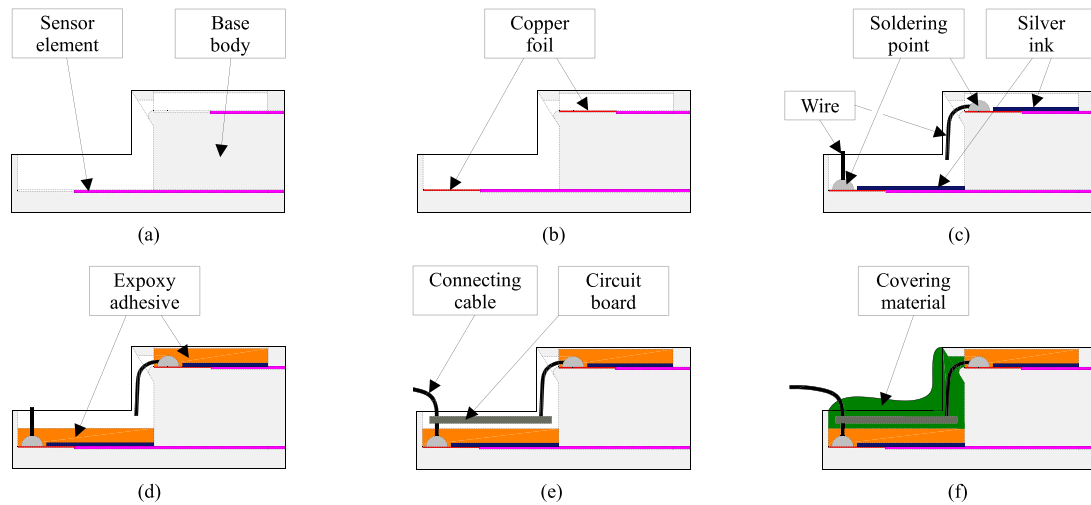 Sensor
element
Base
body
(a)
Copper
foil
(b)
Soldering
point
Silver
ink
Wire
(c)
Expoxy
adhesive
(d)
Connecting
cable
Circuit
board
(e)
Covering
material
(f)